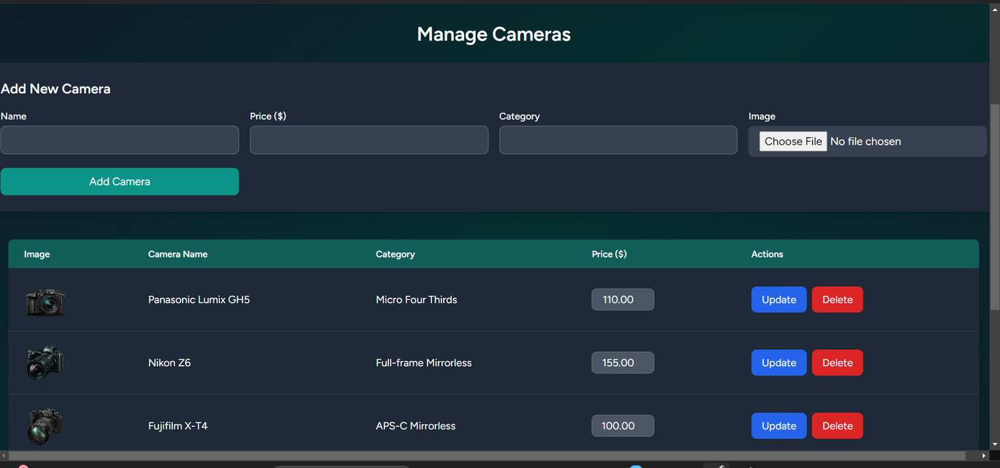 Manage Cameras
Add New Camera
Name Price ($) Category Image
Choose File No file chosen
Add Camera
Image Camera Name Category Price ($) Actions
Panasonic Lumix GH5 Micro Four Thirds 110.00 Update Delete
Nikon Z6 Full-frame Mirrorless 155.00 Update Delete
Fujifilm X-T4 APS-C Mirrorless 100.00 Update Delete